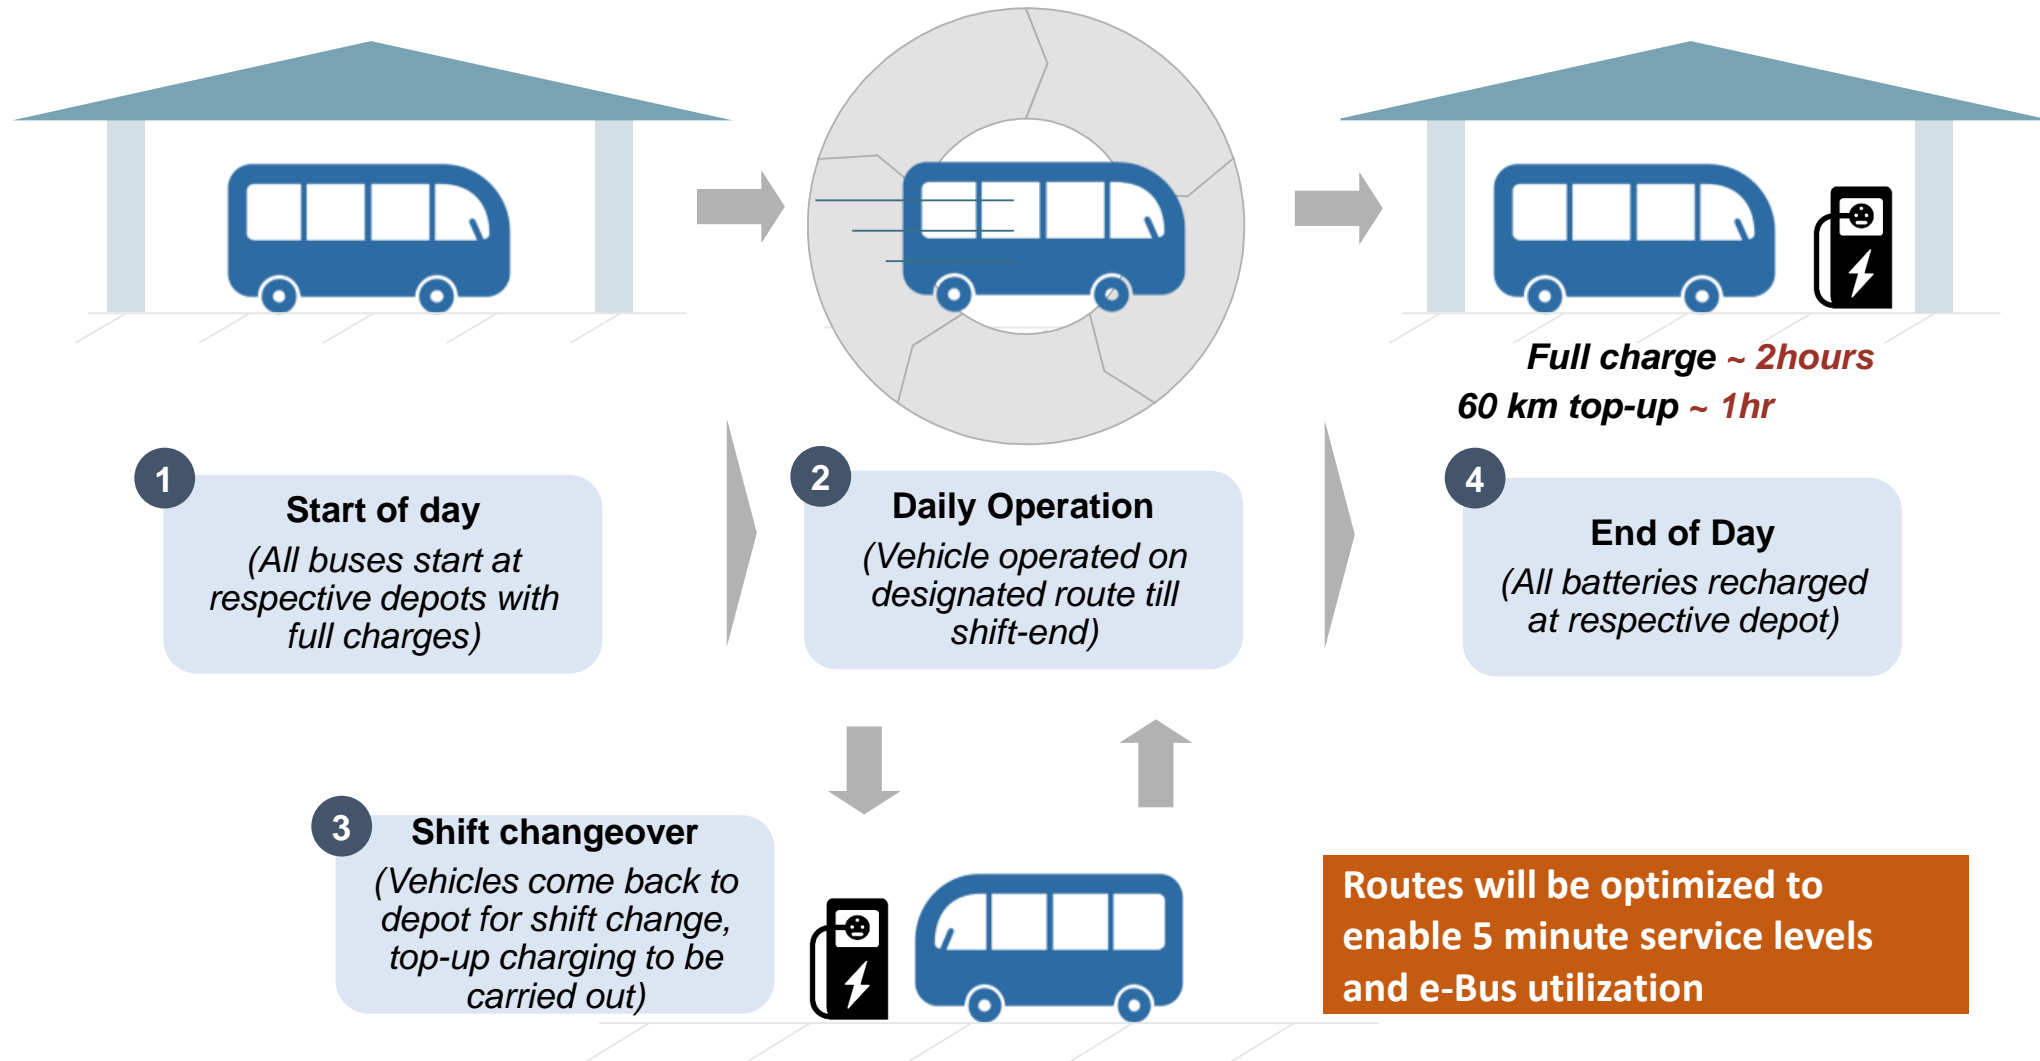 Full charge ~ 2hours
60 km top-up ~ 1hr
1
Start of day
(All buses start at
respective depots with
full charges)
2
Daily Operation
(Vehicle operated on
designated route till
shift-end)
4
End of Day
(All batteries recharged
at respective depot)
3
Shift changeover
(Vehicles come back to
depot for shift change,
top-up charging to be
carried out)
Routes will be optimized to
enable 5 minute service levels
and e-Bus utilization